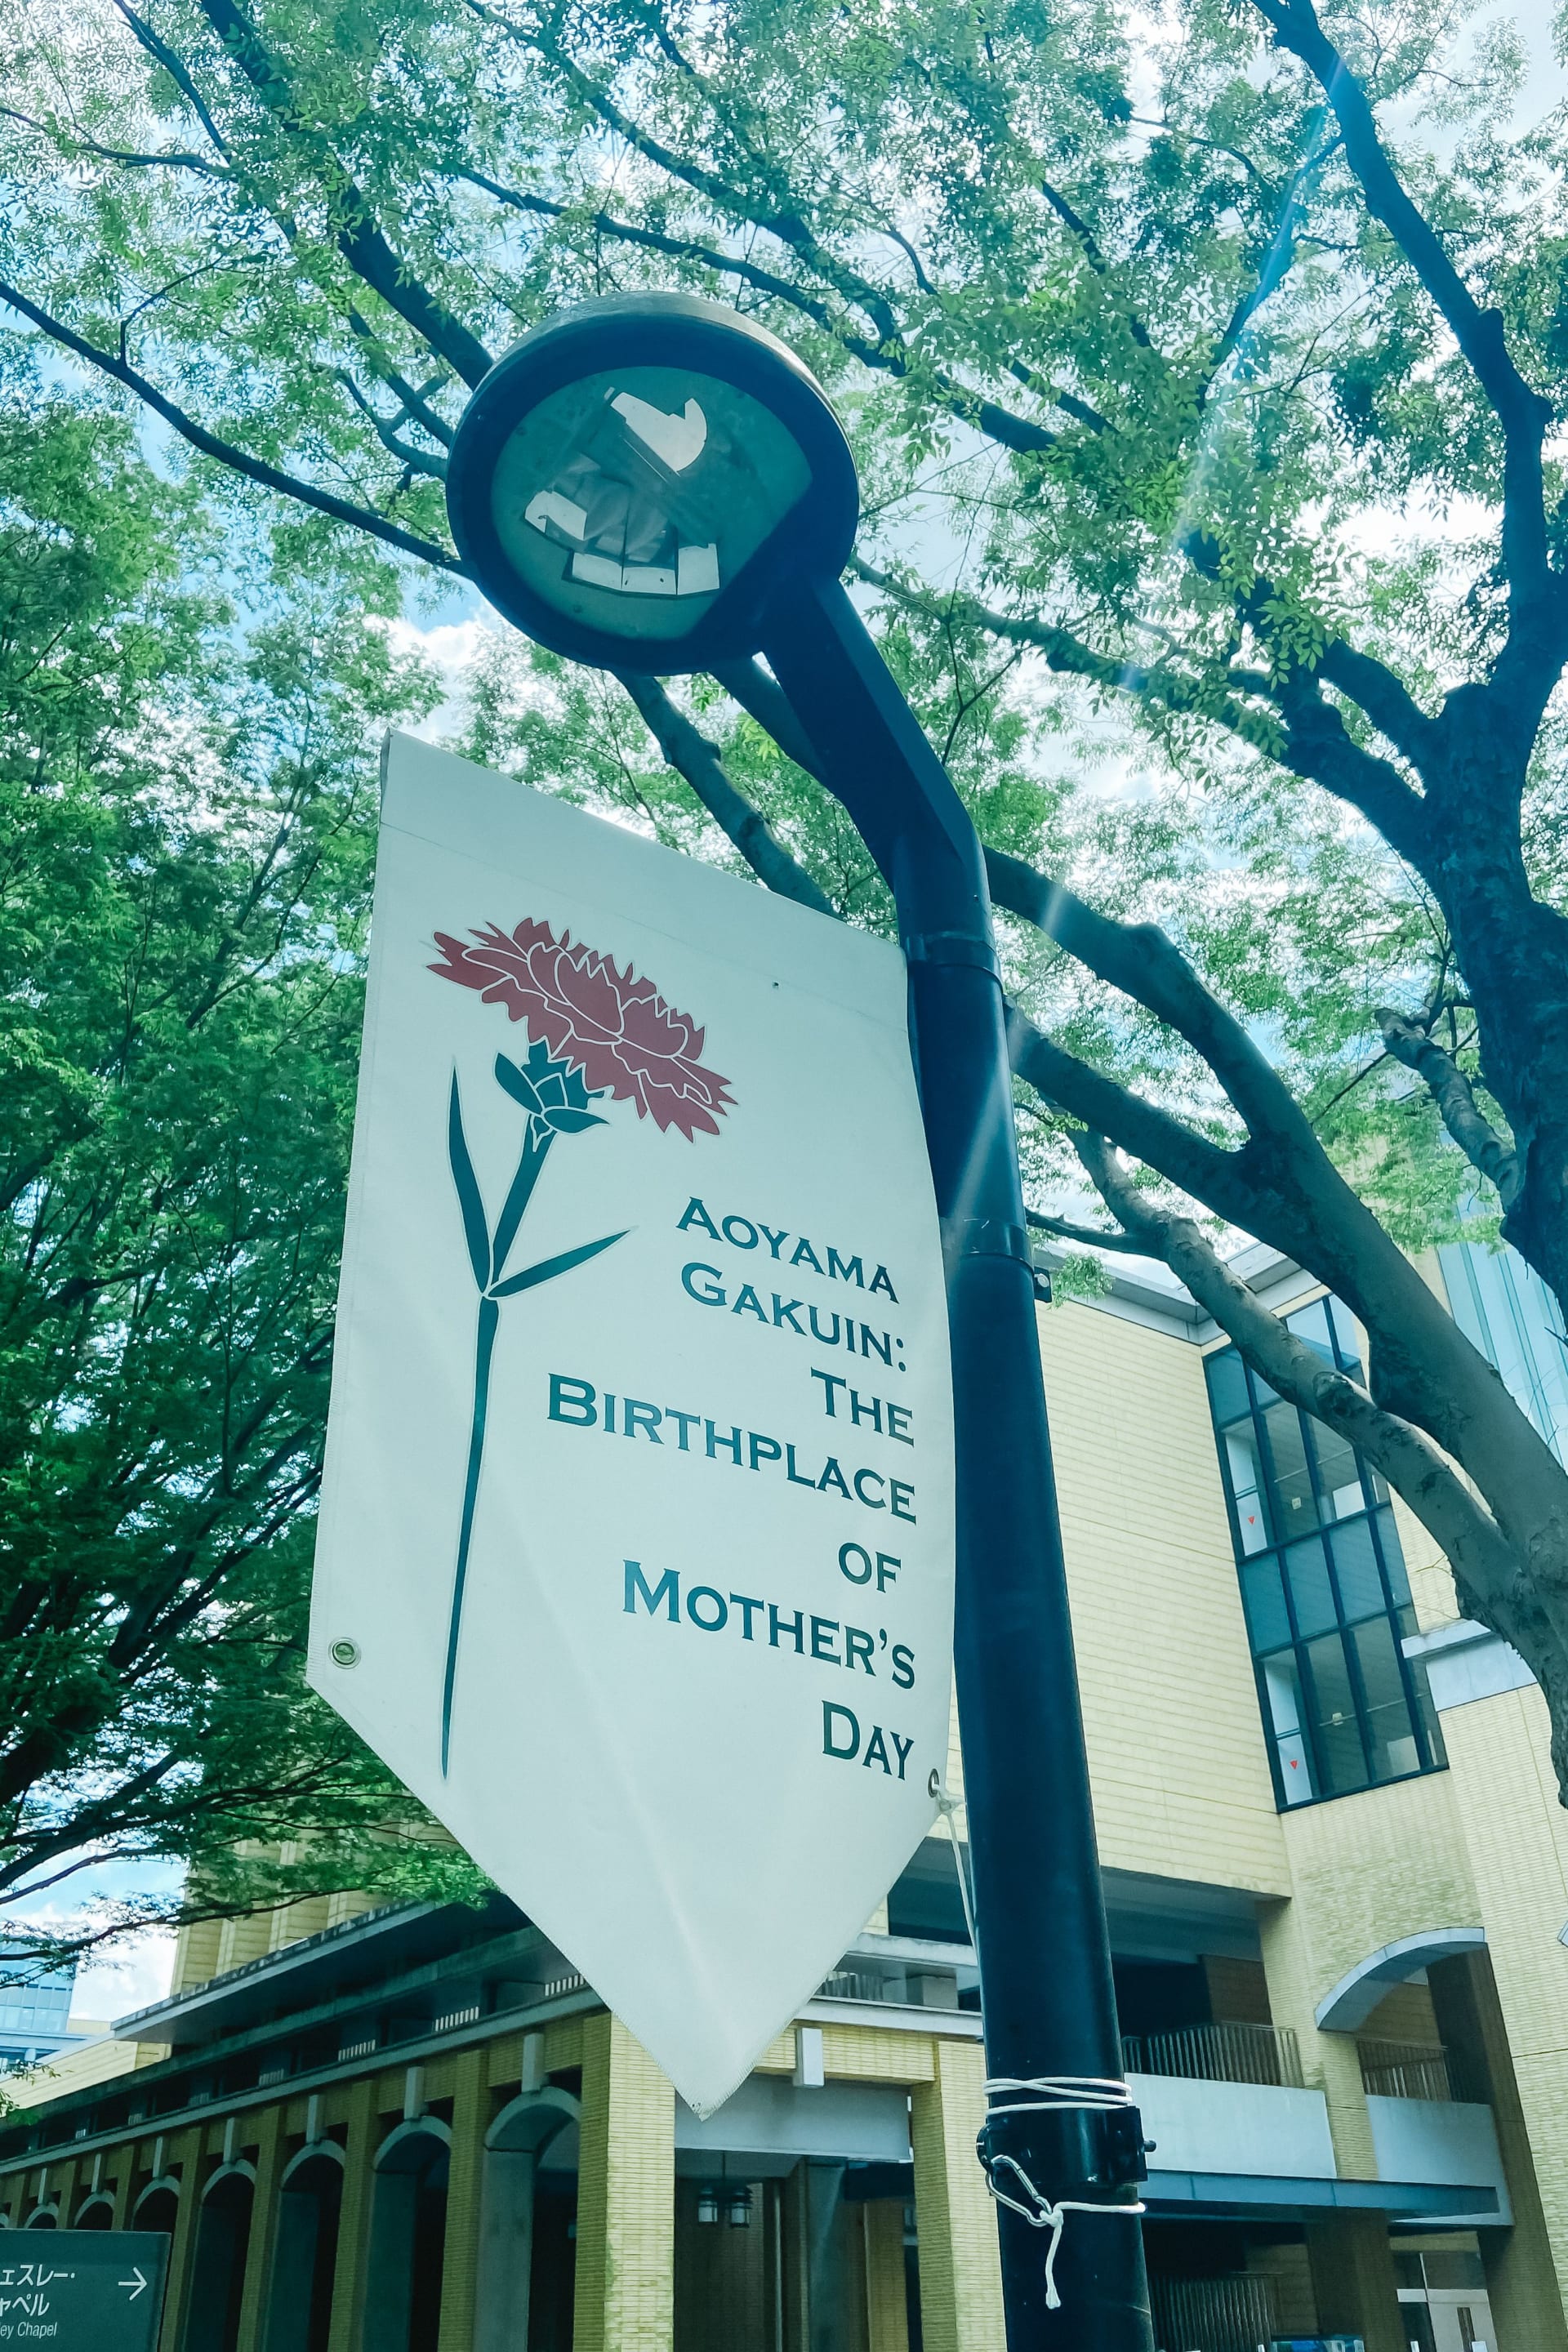 AOYAMA
GAKUIN:
THE
BIRTHPLACE
OF
MOTHER'S
DAY
ェスレー・
ャペル
ey Chapel